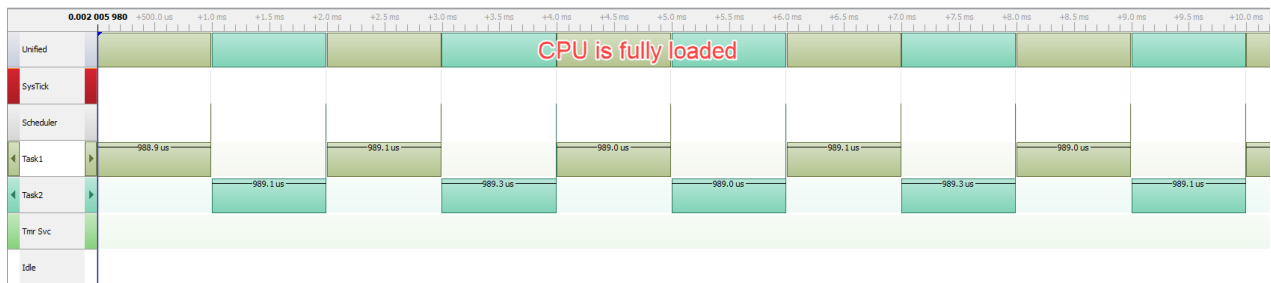 0.002 005 980 +500.0 us +1.0 ms +1.5 ms +2.0 ms +2.5 ms +3.0 ms +3.5 ms +4.0 ms +4.5 ms +5.0 ms +5.5 ms +6.0 ms +6.5 ms +7.0 ms +7.5 ms +8.0 ms +8.5 ms +9.0 ms +9.5 ms +10.0 ms
Unified CPU is fully loaded
SysTick
Scheduler
Task1 988.9 us 989.1 us 989.0 us 989.1 us 989.0 us
Task2 989.1 us 989.3 us 989.0 us 989.3 us 989.1 us
Tmr Svc
Idle